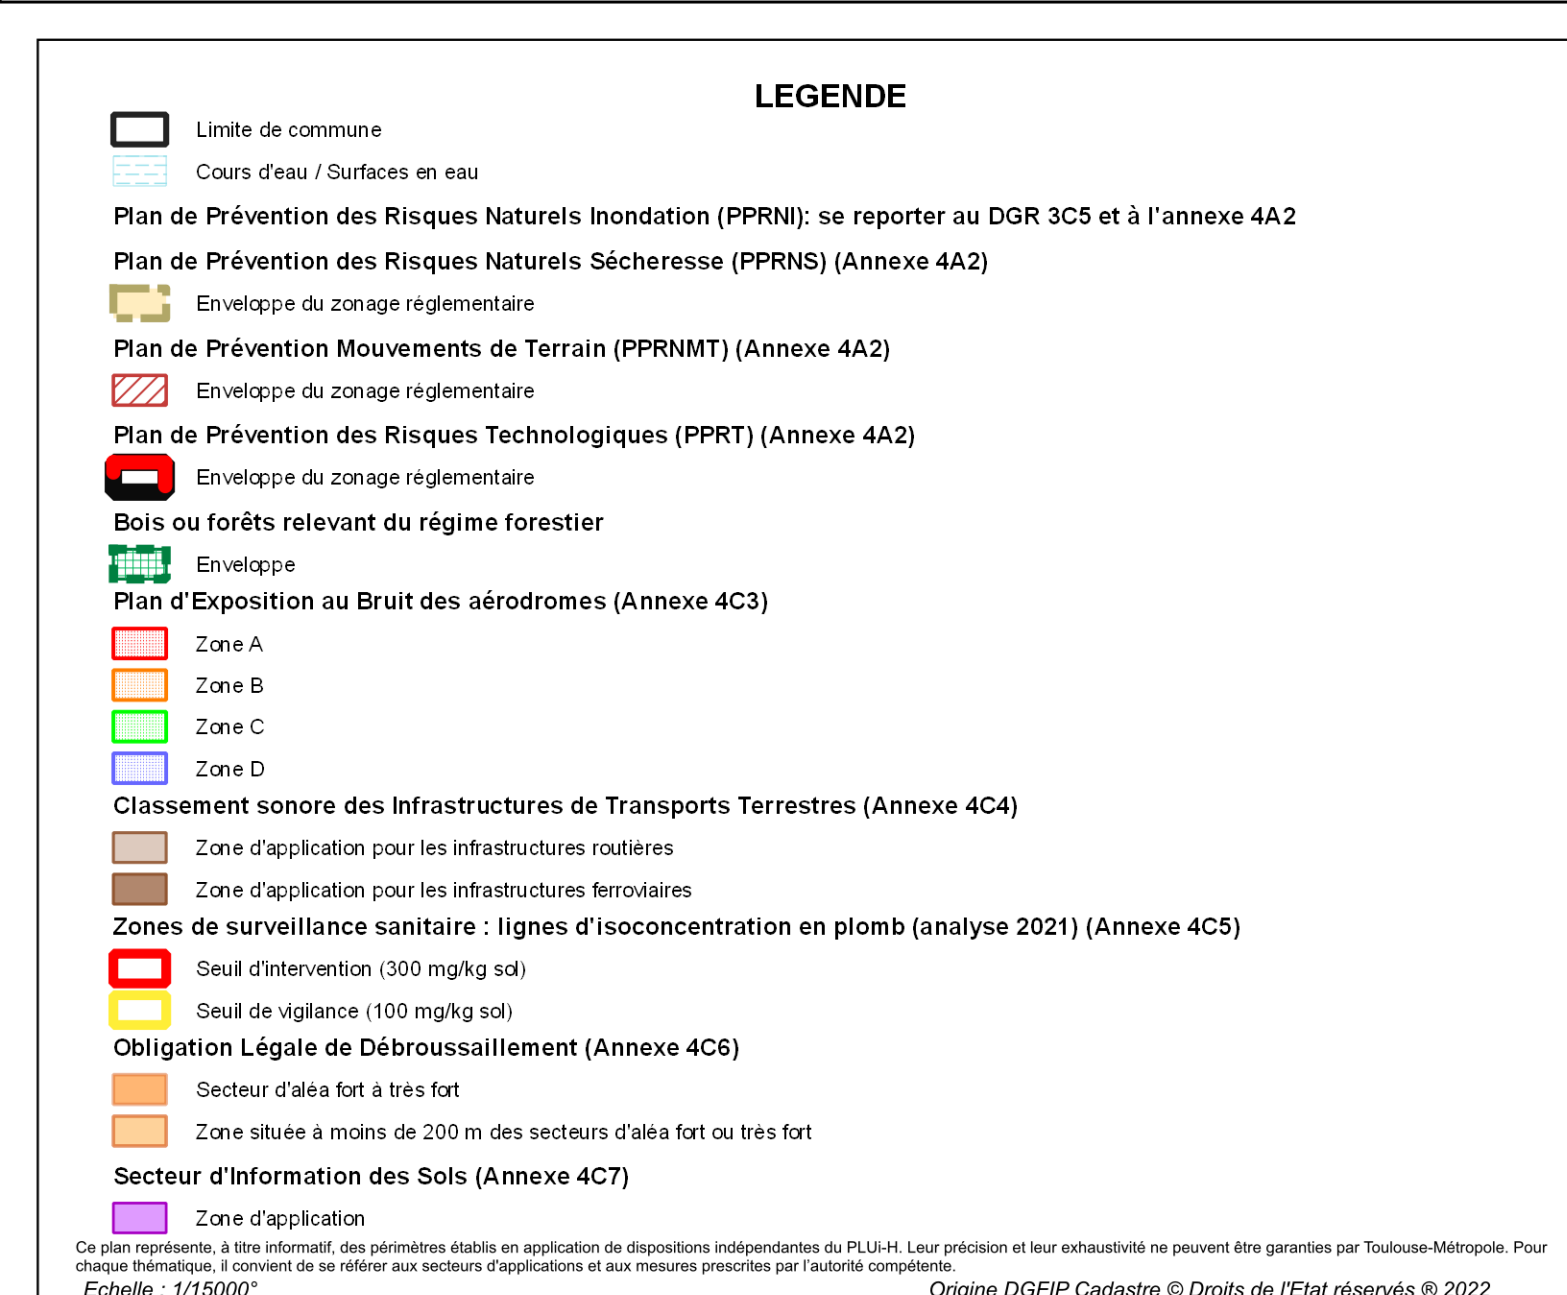 LEGENDE
Limite de commune
Cours d'eau / Surfaces en eau
Plan de Prévention des Risques Naturels Inondation (PPRNI): se reporter au DGR 3C5 et à l'annexe 4A2
Plan de Prévention des Risques Naturels Sécheresse (PPRNS) (Annexe 4A2)
Enveloppe du zonage réglementaire
Plan de Prévention Mouvements de Terrain (PPRNMT) (Annexe 4A2)
Enveloppe du zonage réglementaire
Plan de Prévention des Risques Technologiques (PPRT) (Annexe 4A2)
Enveloppe du zonage réglementaire
Bois ou forêts relevant du régime forestier
Enveloppe
Plan d'Exposition au Bruit des aérodromes (Annexe 4C3)
Zone A
Zone B
Zone C
Zone D
Classement sonore des Infrastructures de Transports Terrestres (Annexe 4C4)
Zone d'application pour les infrastructures routières
Zone d'application pour les infrastructures ferroviaires
Zones de surveillance sanitaire : lignes d'isoconcentration en plomb (analyse 2021) (Annexe 4C5)
Seuil d'intervention (300 mg/kg sol)
Seuil de vigilance (100 mg/kg sol)
Obligation Légale de Débroussaillement (Annexe 4C6)
Secteur d'aléa fort à très fort
Zone située à moins de 200 m des secteurs d'aléa fort ou très fort
Secteur d'Information des Sols (Annexe 4C7)
Zone d'application
Ce plan représente, à titre informatif, des périmètres établis en application de dispositions indépendantes du PLUi-H. Leur précision et leur exhaustivité ne peuvent être garanties par Toulouse-Métropole. Pour
chaque thématique, il convient de se référer aux secteurs d'applications et aux mesures prescrites par l'autorité compétente.
Echelle : 1/15000° Origine DGFIP Cadastre © Droits de l'Etat réservés ® 2022